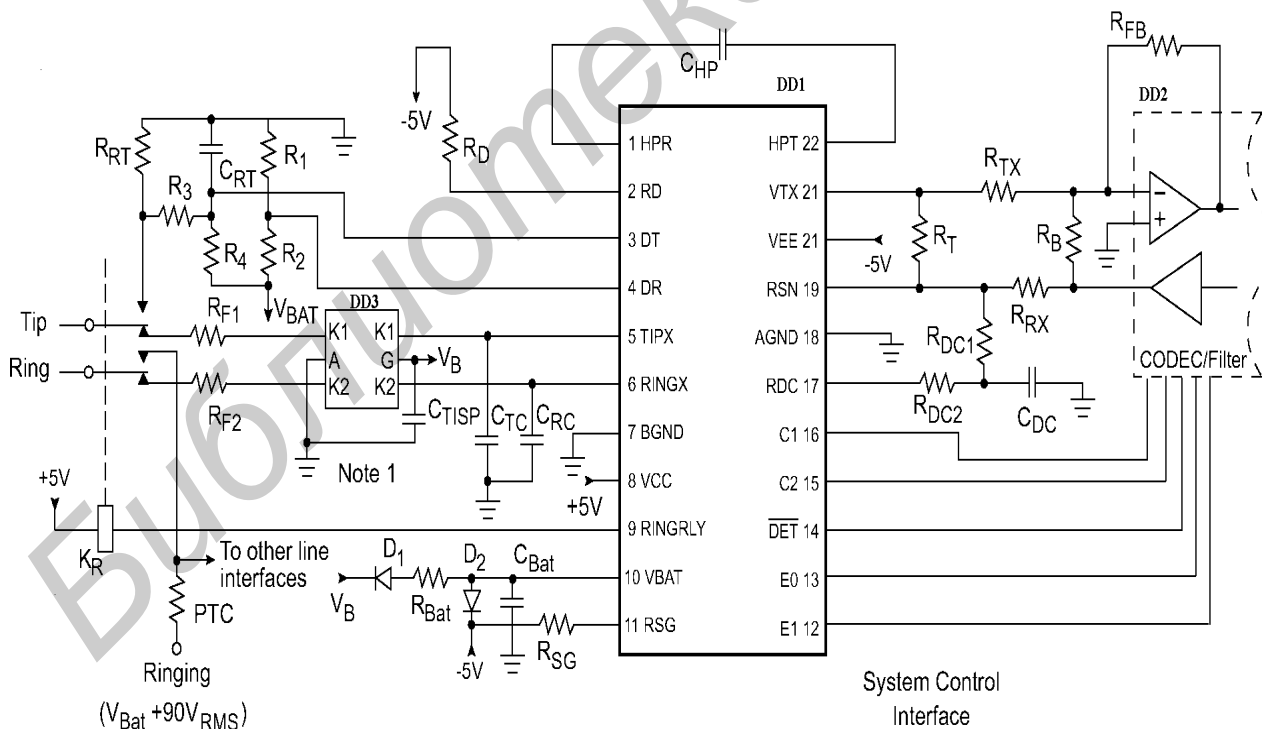 Библиотек
R_FB
C_HP
DD1
DD2
-5V
R_RT
C_RT
R_1
R_D
1 HPR
HPT 22
R_TX
R_3
2 RD
VTX 21
R_4
R_2
3 DT
VEE 21
-5V
R_T
R_B
V_BAT
DD3
4 DR
RSN 19
R_RX
Tip
R_F1
K1 K1
5 TIPX
AGND 18
R_DC1
A G
V_B
CODEC/Filter
Ring
K2 K2
6 RINGX
RDC 17
R_DC2
C_DC
R_F2
C_TISP
C_TC
C_RC
7 BGND
C1 16
Note 1
+5V
8 VCC
+5V
C2 15
K_R
9 RINGRLY
DET 14
To other line
interfaces
D_1
D_2
C_Bat
10 VBAT
E0 13
V_B
R_Bat
PTC
11 RSG
E1 12
-5V
R_SG
Ringing
(V_Bat +90V_RMS)
System Control
Interface